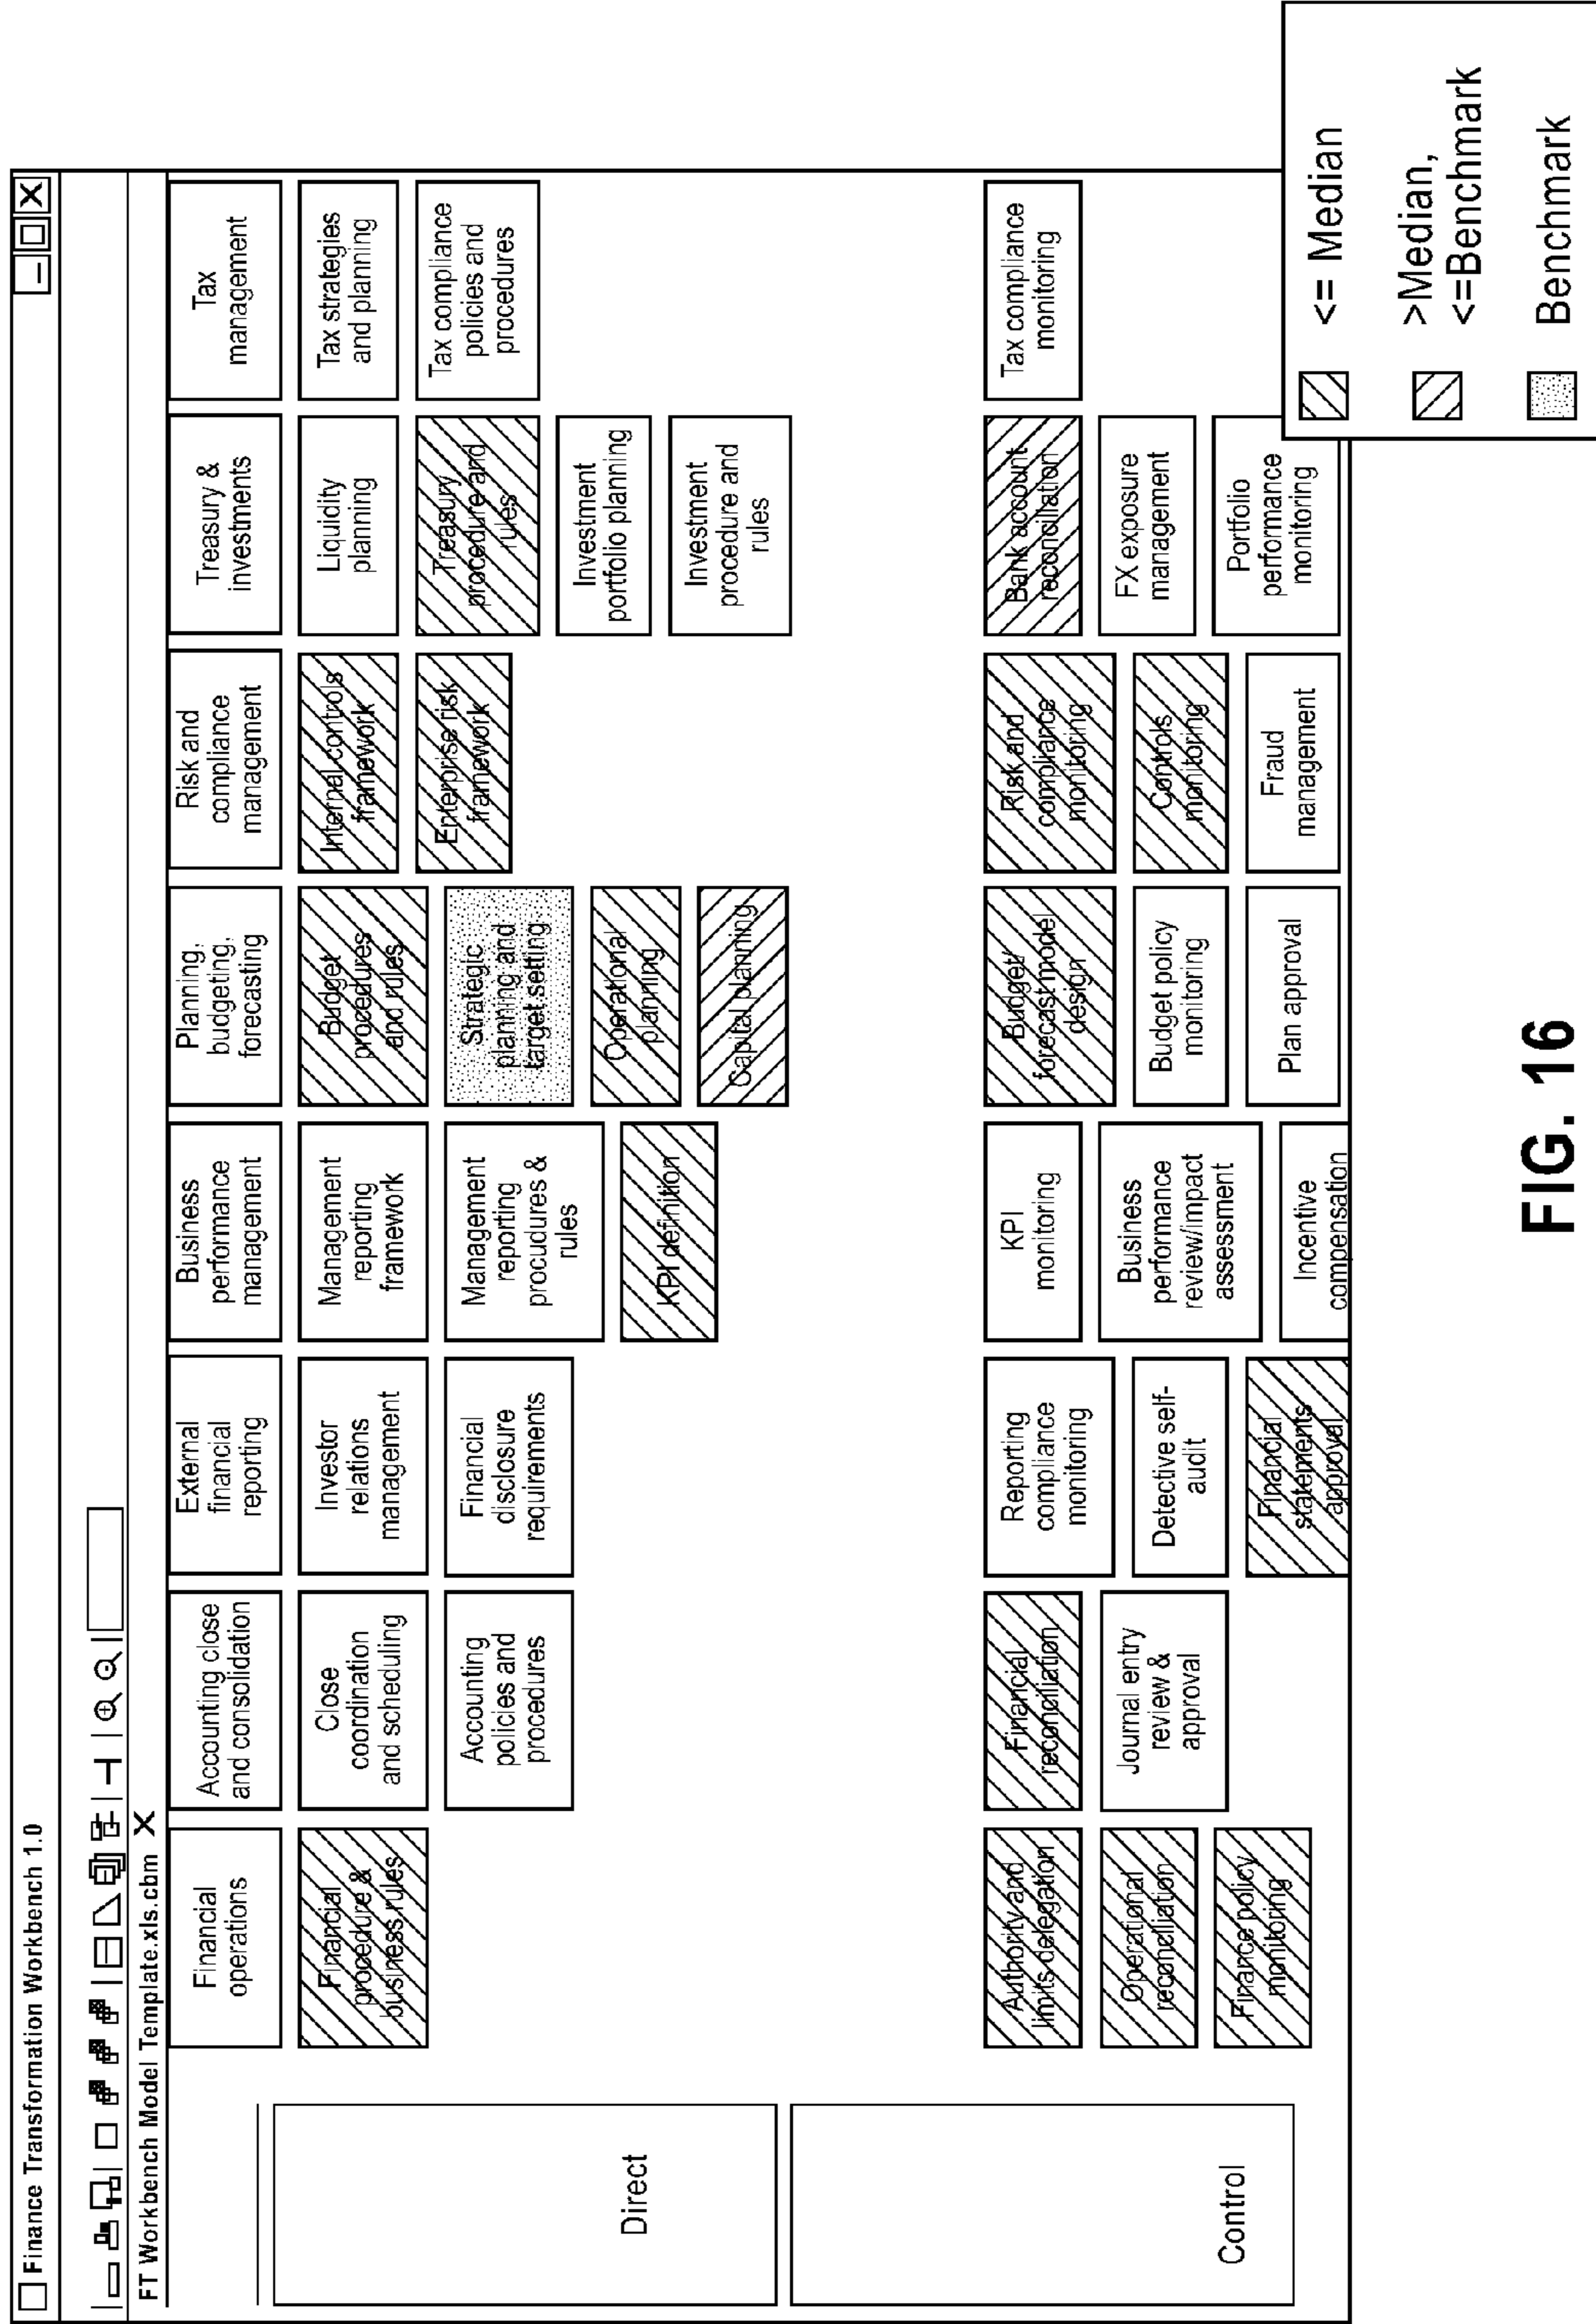 Finance Transformation Workbench 1.0
FT Workbench Model Template.xls.cbm X
Financial
operations
Accounting close
and consolidation
External
financial
reporting
Business
performance
management
Planning,
budgeting,
forecasting
Risk and
compliance
management
Treasury &
investments
Tax
management
Direct
Financial
procedure &
business rules
Close
coordination
and scheduling
Accounting
policies and
procedures
Investor
relations
management
Financial
disclosure
requirements
Management
reporting
framework
Management
reporting
procudures &
rules
KPI definition
Budget
procedures
and rules
Strategic
planning and
target setting
Operational
planning
Capital planning
Internal controls
framework
Enterprise risk
framework
Liquidity
planning
Treasury
procedure and
rules
Investment
portfolio planning
Investment
procedure and
rules
Tax strategies
and planning
Tax compliance
policies and
procedures
Control
Authority and
limits delegation
Operational
reconciliation
Finance policy
monitoring
Financial
reconciliation
Journal entry
review &
approval
Reporting
compliance
monitoring
Detective self-
audit
Financial
statements
approval
KPI
monitoring
Business
performance
review/impact
assessment
Incentive
compensation
Budget/
forecast model
design
Budget policy
monitoring
Plan approval
Risk and
compliance
monitoring
Controls
monitoring
Fraud
management
Bank account
reconciliation
FX exposure
management
Portfolio
performance
monitoring
Tax compliance
monitoring
<= Median
>Median,
<=Benchmark
Benchmark
FIG. 16